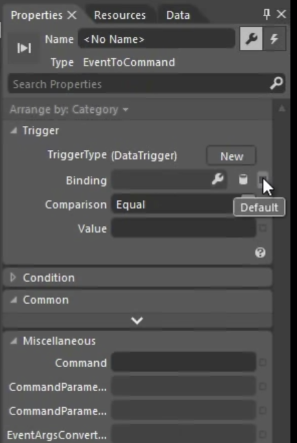 Properties × Resources Data
Name <No Name>
Type EventToCommand
Search Properties
Arrange by: Category
Trigger
TriggerType (DataTrigger) New
Binding
Comparison Equal
Default
Value
Condition
Common
Miscellaneous
Command
CommandParame...
CommandParame...
EventArgsConvert...